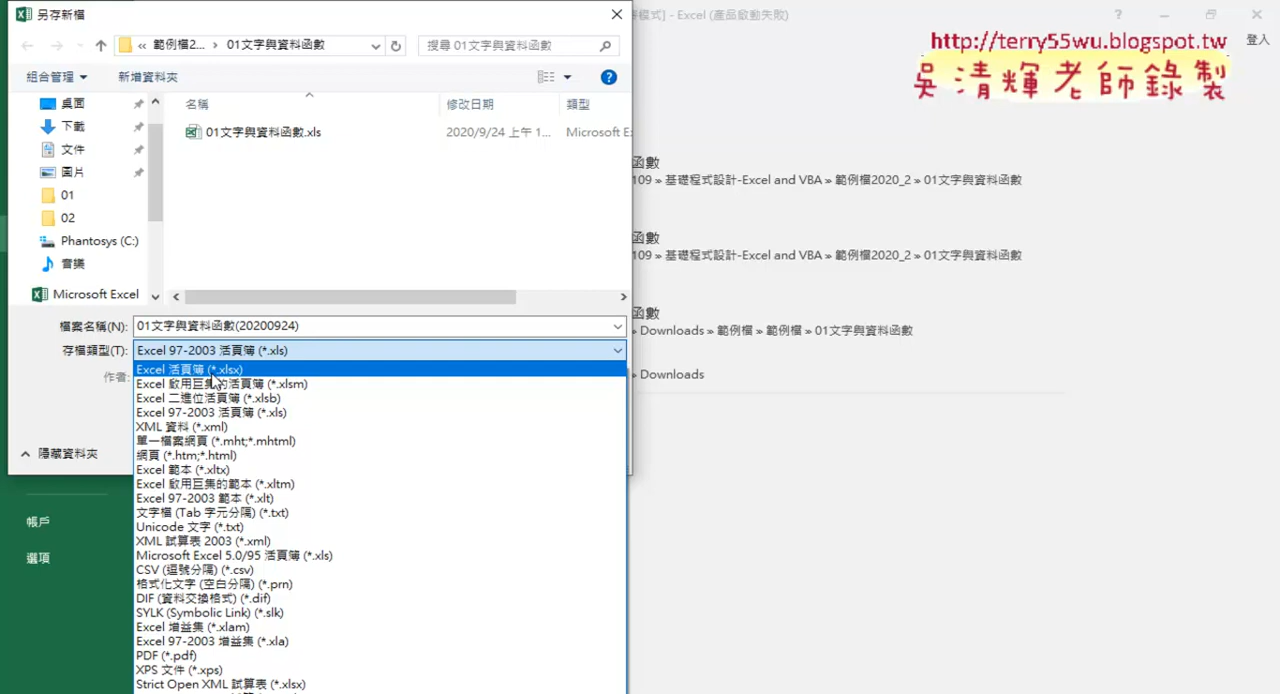 另存新檔
程式] - Excel (產品啟動失敗)
登入
http://terry55wu.blogspot.tw
吳清輝老師錄製
« 範例檔2... › 01文字與資料函數
搜尋 01文字與資料函數
組合管理
新增資料夾
名稱
修改日期
類型
桌面
下載
文件
圖片
01
02
Phantosys (C:)
音樂
Microsoft Excel
01文字與資料函數.xls
2020/9/24 上午 1...
Microsoft E
函數
109 » 基礎程式設計-Excel and VBA » 範例檔2020_2 » 01文字與資料函數
函數
109 » 基礎程式設計-Excel and VBA » 範例檔2020_2 » 01文字與資料函數
函數
» Downloads » 範例檔 » 範例檔 » 01文字與資料函數
» Downloads
檔案名稱(N): 01文字與資料函數(20200924)
存檔類型(T): Excel 97-2003 活頁簿 (*.xls)
作者:
Excel 活頁簿 (*.xlsx)
Excel 啟用巨集的活頁簿 (*.xlsm)
Excel 二進位活頁簿 (*.xlsb)
Excel 97-2003 活頁簿 (*.xls)
XML 資料 (*.xml)
單一檔案網頁 (*.mht;*.mhtml)
網頁 (*.htm;*.html)
Excel 範本 (*.xltx)
Excel 啟用巨集的範本 (*.xltm)
Excel 97-2003 範本 (*.xlt)
文字檔 (Tab 字元分隔) (*.txt)
Unicode 文字 (*.txt)
XML 試算表 2003 (*.xml)
Microsoft Excel 5.0/95 活頁簿 (*.xls)
CSV (逗號分隔) (*.csv)
格式化文字 (空白分隔) (*.prn)
DIF (資料交換格式) (*.dif)
SYLK (Symbolic Link) (*.slk)
Excel 增益集 (*.xlam)
Excel 97-2003 增益集 (*.xla)
PDF (*.pdf)
XPS 文件 (*.xps)
Strict Open XML 試算表 (*.xlsx)
隱藏資料夾
帳戶
選項